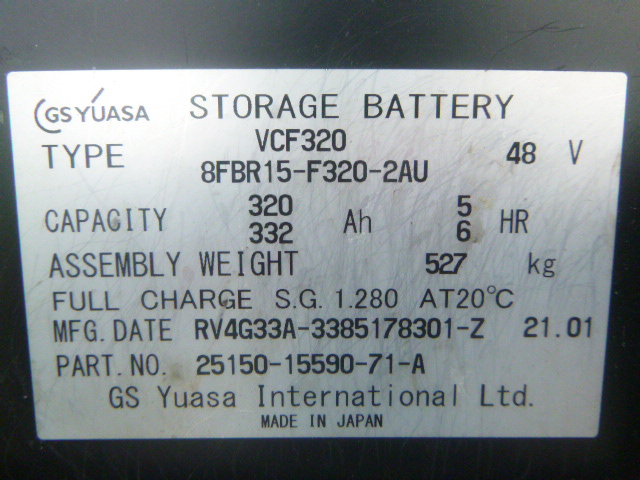 GS YUASA STORAGE BATTERY
TYPE VCF320 48 V
8FBR15-F320-2AU
CAPACITY 320 Ah 5 HR
332 6
ASSEMBLY WEIGHT 527 kg
FULL CHARGE S.G. 1.280 AT20℃
MFG. DATE RV4G33A-3385178301-Z 21.01
PART. NO. 25150-15590-71-A
GS Yuasa International Ltd.
MADE IN JAPAN